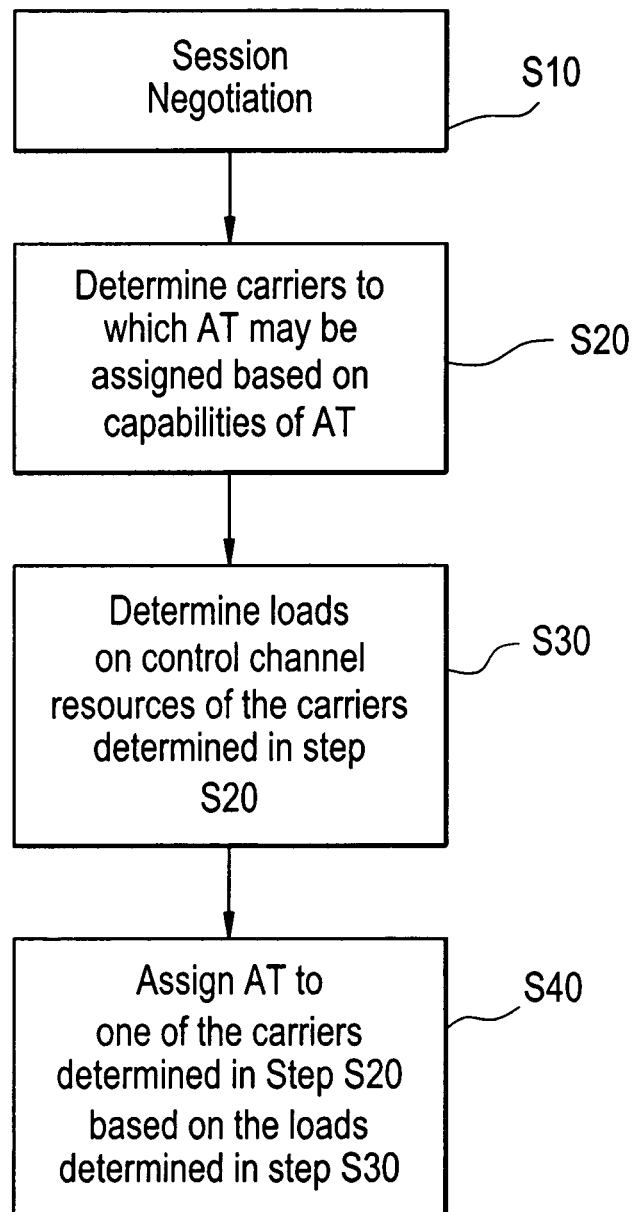 Session
Negotiation
S10
Determine carriers to
which AT may be
assigned based on
capabilities of AT
S20
Determine loads
on control channel
resources of the carriers
determined in step
S20
S30
Assign AT to
one of the carriers
determined in Step S20
based on the loads
determined in step S30
S40